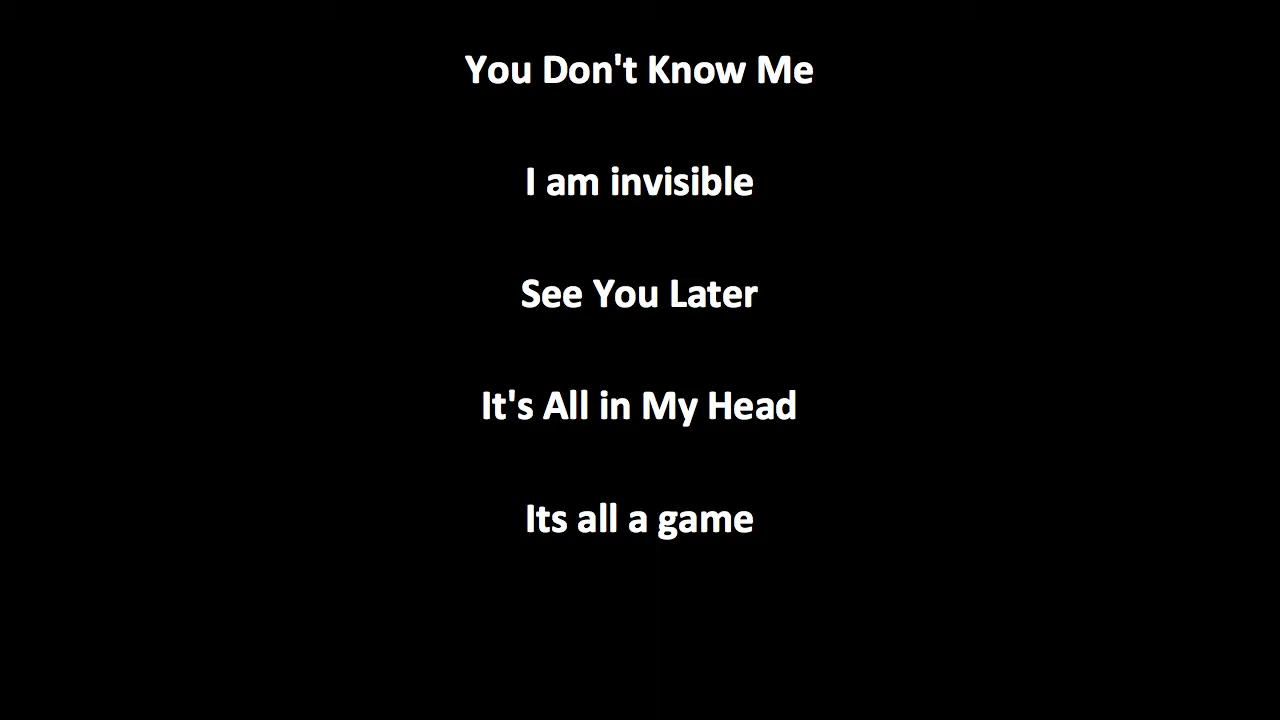 You Don't Know Me
I am invisible
See You Later
It's All in My Head
Its all a game